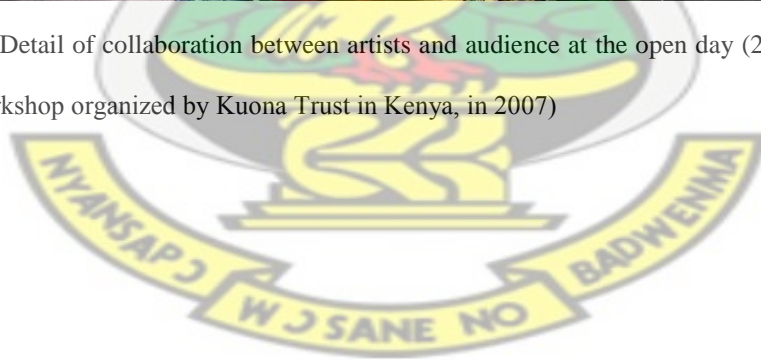 Detail of collaboration between artists and audience at the open day (2
kshop organized by Kuona Trust in Kenya, in 2007)
NYANSAPƆ WƆSANE NO BADWENMA